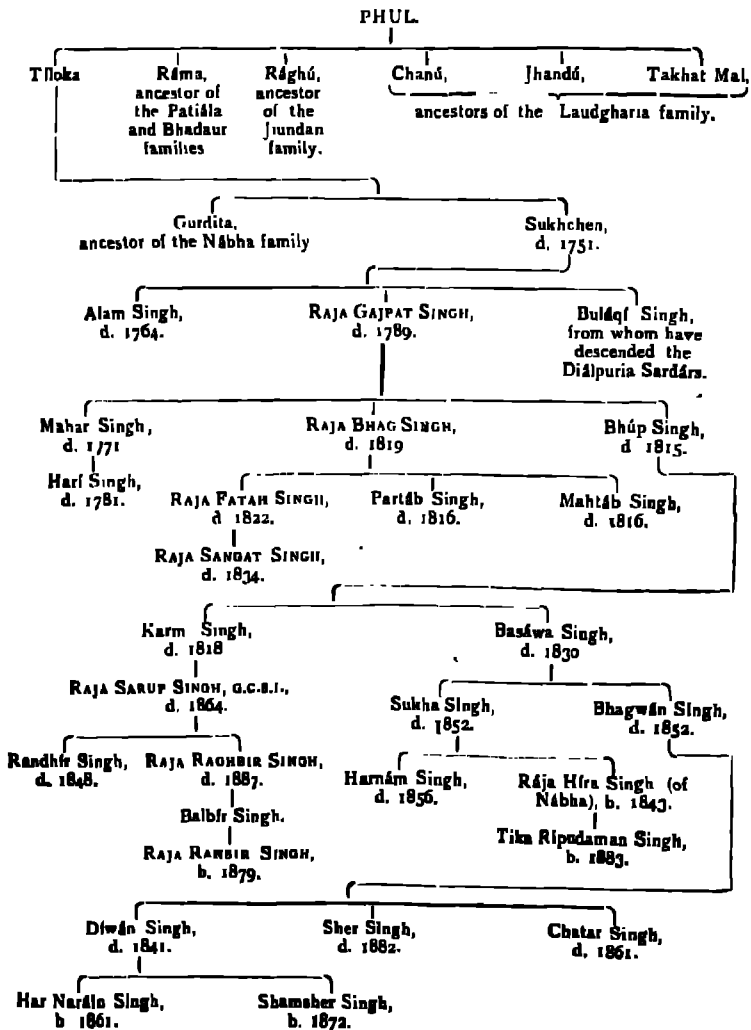 PHUL.
Tiloka
Ráma,
ancestor of
the Patiála
and Bhadaur
families
Rághú,
ancestor
of the
Jiundan
family.
Chanú,
Jhandú,
Takhat Mal,
ancestors of the Laudgharia family.
Gurdita,
ancestor of the Nábha family
Sukhchen,
d. 1751.
Alam Singh,
d. 1764.
RAJA GAJPAT SINGH,
d. 1789.
Buláqí Singh,
from whom have
descended the
Diálpuria Sardárs.
Mahar Singh,
d. 1771
RAJA BHAG SINGH,
d. 1819
Bhúp Singh,
d 1815.
Harí Singh,
d. 1781.
RAJA FATAH SINGH,
d 1822.
Partáb Singh,
d. 1816.
Mahtáb Singh,
d. 1816.
RAJA SANGAT SINGH,
d. 1834.
Karm Singh,
d. 1818
Basáwa Singh,
d. 1830
RAJA SARUP SINGH, G.C.S.I.,
d. 1864.
Sukha Singh,
d. 1852.
Bhagwán Singh,
d. 1852.
Randhír Singh,
d. 1848.
RAJA RAGHBIR SINGH,
d. 1887.
Harnám Singh,
d. 1856.
Rája Híra Singh (of
Nábha), b. 1843.
Balbír Singh.
Tika Ripudaman Singh,
b. 1883.
RAJA RANBIR SINGH,
b. 1879.
Díwán Singh,
d. 1841.
Sher Singh,
d. 1882.
Chatar Singh,
d. 1861.
Har Naráin Singh,
b 1861.
Shamsher Singh,
b. 1872.